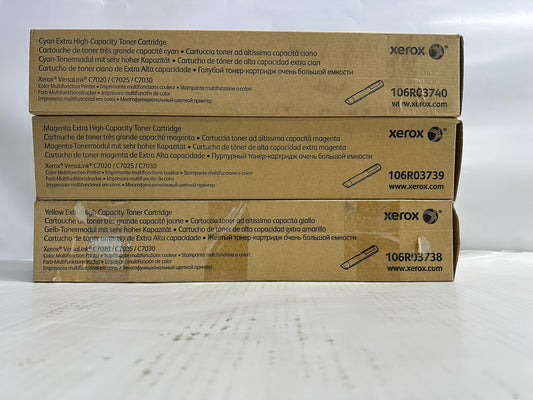 Cyan Extra High-Capacity Toner Cartridge
Cartouche de toner très grande capacité cyan • Cartuccia toner ad altissima capacità ciano
Cyan-Tonermodul mit sehr hoher Kapazität • Cartucho de tóner de extra alta capacidad cian
Cartucho de toner ciano de Extra Alta capacidade • Голубой тонер-картридж очень большой емкости
Xerox® VersaLink® C7020 / C7025 / C7030
Color Multifunction Printer • Imprimante multifonctions couleur • Stampante multifunzione a colori
Farb-Multifunktionsdrucker • Impresora multifunción de color
Impressora multifuncional em cores • Многофункциональный цветной принтер
xerox
106R03740
www.xerox.com
Magenta Extra High-Capacity Toner Cartridge
Cartouche de toner très grande capacité magenta • Cartuccia toner ad altissima capacità magenta
Magenta-Tonermodul mit sehr hoher Kapazität • Cartucho de tóner de extra alta capacidad magenta
Cartucho de toner magenta de Extra Alta capacidade • Пурпурный тонер-картридж очень большой емкости
Xerox® VersaLink® C7020 / C7025 / C7030
Color Multifunction Printer • Imprimante multifonctions couleur • Stampante multifunzione a colori
Farb-Multifunktionsdrucker • Impresora multifunción de color
Impressora multifuncional em cores • Многофункциональный цветной принтер
xerox
106R03739
www.xerox.com
Yellow Extra High-Capacity Toner Cartridge
Cartouche de toner très grande capacité jaune • Cartuccia toner ad altissima capacità giallo
Gelb-Tonermodul mit sehr hoher Kapazität • Cartucho de tóner de extra alta capacidad amarillo
Cartucho de toner amarelo de Extra Alta capacidade • Желтый тонер-картридж очень большой емкости
Xerox® VersaLink® C7020 / C7025 / C7030
Color Multifunction Printer • Imprimante multifonctions couleur • Stampante multifunzione a colori
Farb-Multifunktionsdrucker • Impresora multifunción de color
Impressora multifuncional em cores • Многофункциональный цветной принтер
xerox
106R03738
www.xerox.com